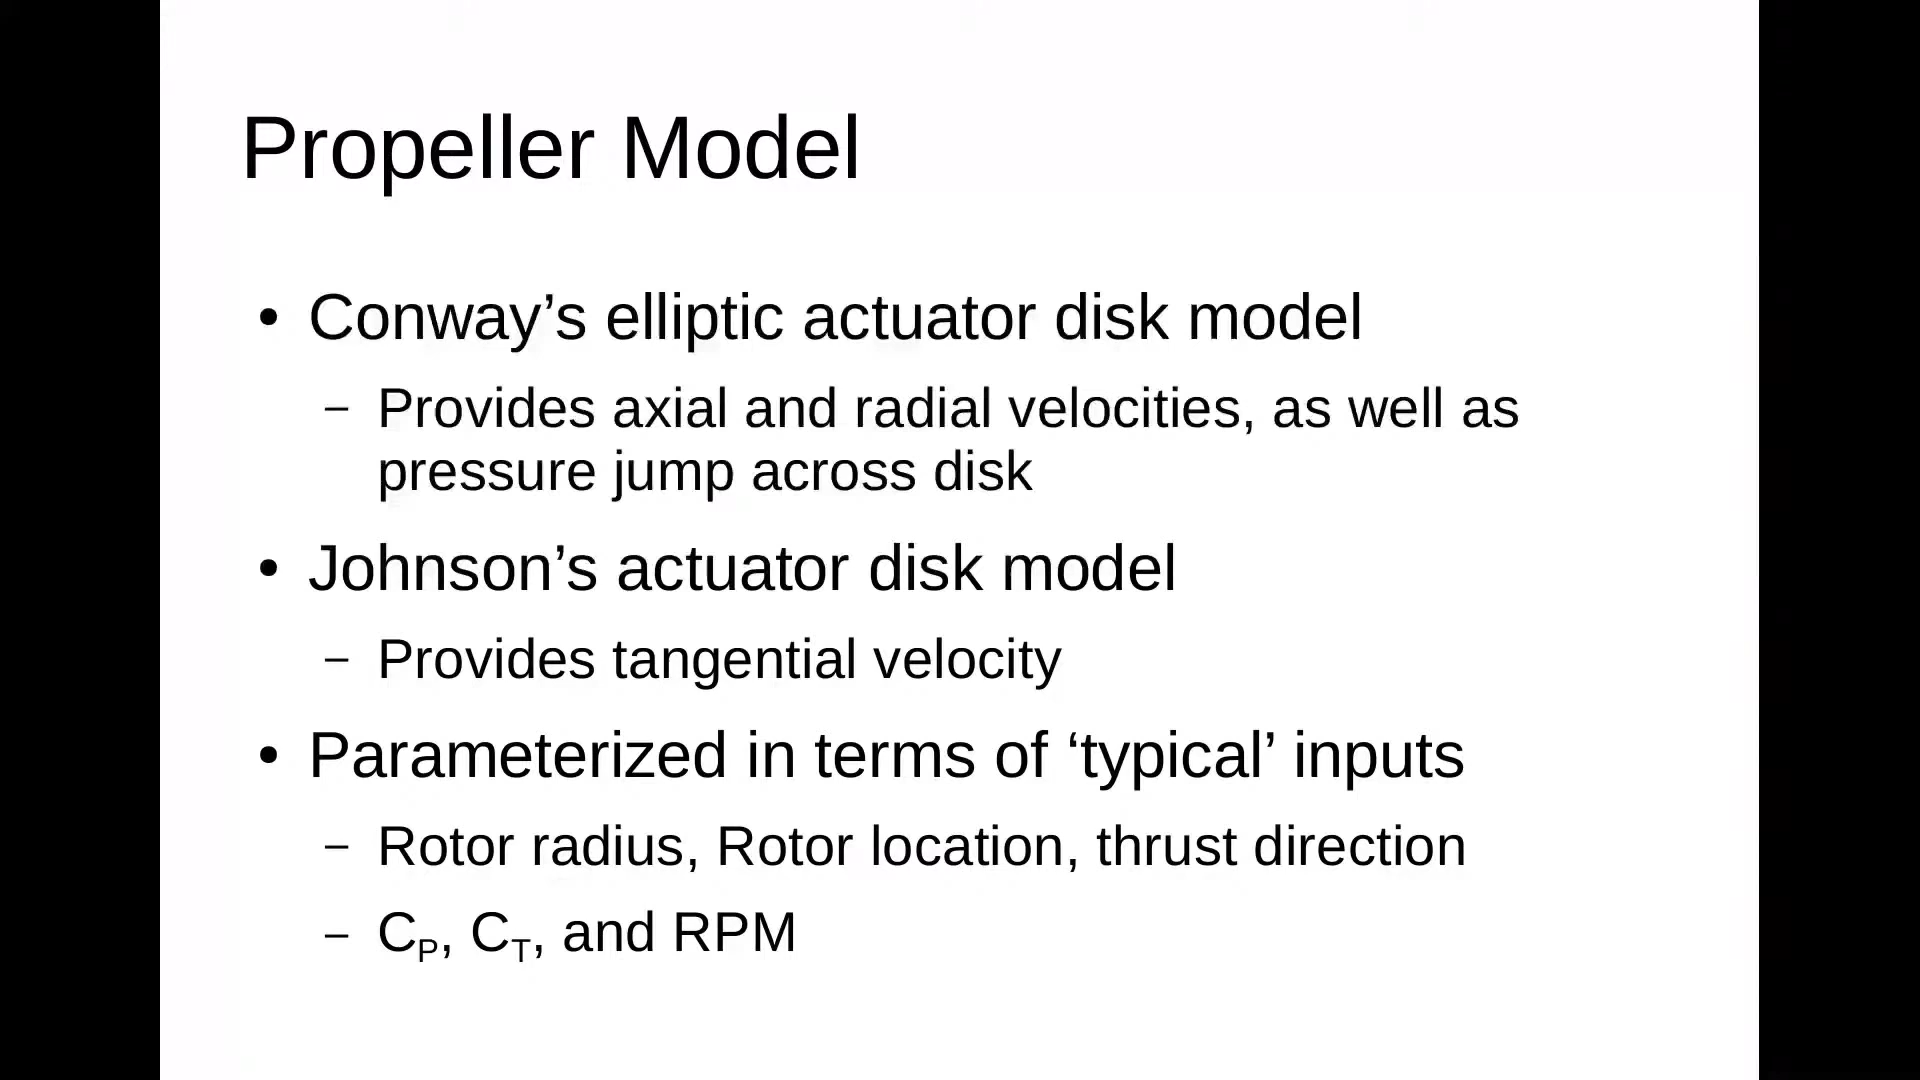 Propeller Model
• Conway’s elliptic actuator disk model
– Provides axial and radial velocities, as well as
pressure jump across disk
• Johnson’s actuator disk model
– Provides tangential velocity
• Parameterized in terms of ‘typical’ inputs
– Rotor radius, Rotor location, thrust direction
– CP, CT, and RPM